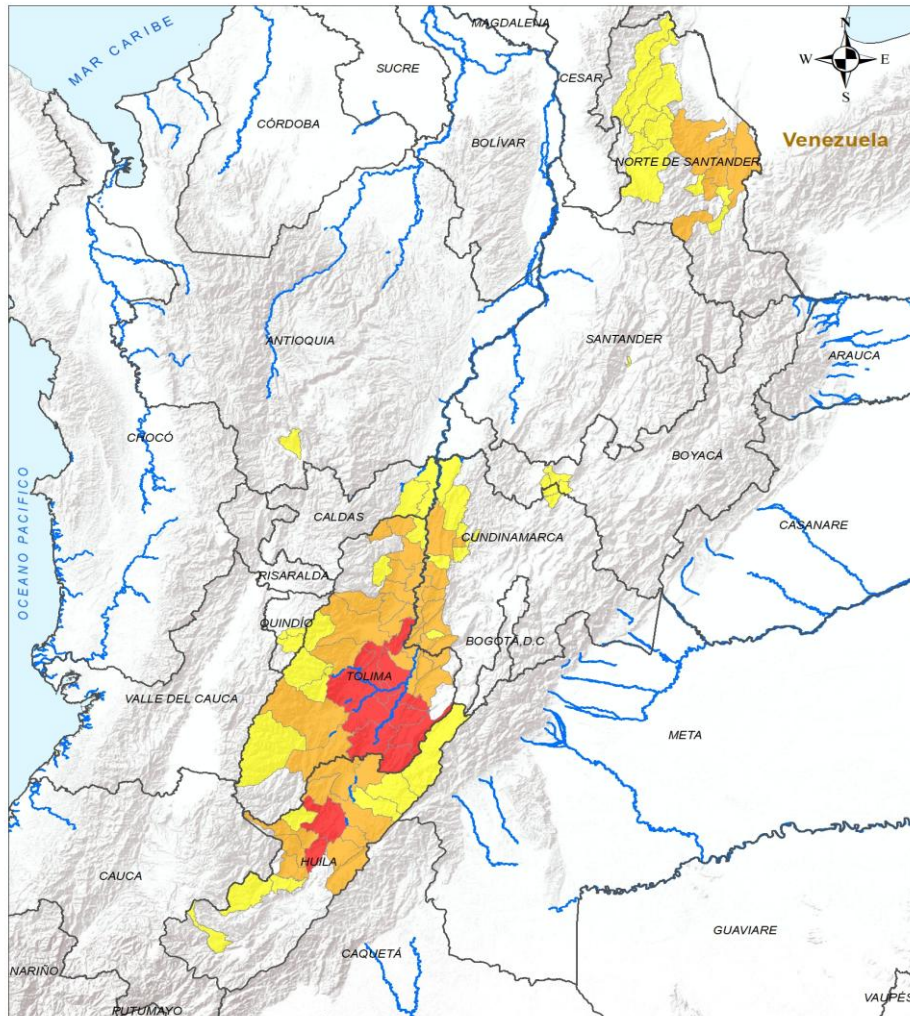 MAR CARIBE
MAGDALENA
N
W
E
S
SUCRE
CESAR
CÓRDOBA
BOLÍVAR
Venezuela
NORTE DE SANTANDER
ANTIOQUIA
SANTANDER
ARAUCA
CHOCÓ
BOYACÁ
OCEANO PACIFICO
CALDAS
CUNDINAMARCA
CASANARE
RISARALDA
QUINDÍO
BOGOTÁ,D.C
TOLIMA
VALLE DEL CAUCA
META
HUILA
CAUCA
GUAVIARE
CAQUETÁ
NARIÑO
PUTUMAYO
VAUPÉS